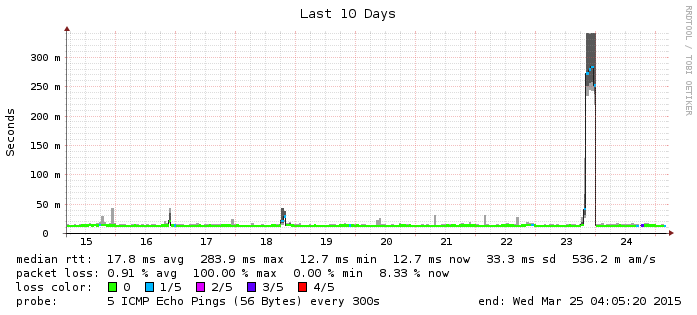 Last 10 Days
RRDTOOL / TOBI OETIKER
Seconds
300 m
250 m
200 m
150 m
100 m
50 m
0
15 16 17 18 19 20 21 22 23 24
median rtt: 17.8 ms avg 283.9 ms max 12.7 ms min 12.7 ms now 33.3 ms sd 536.2 m am/s
packet loss: 0.91 % avg 100.00 % max 0.00 % min 8.33 % now
loss color: 0 1/5 2/5 3/5 4/5
probe: 5 ICMP Echo Pings (56 Bytes) every 300s end: Wed Mar 25 04:05:20 2015